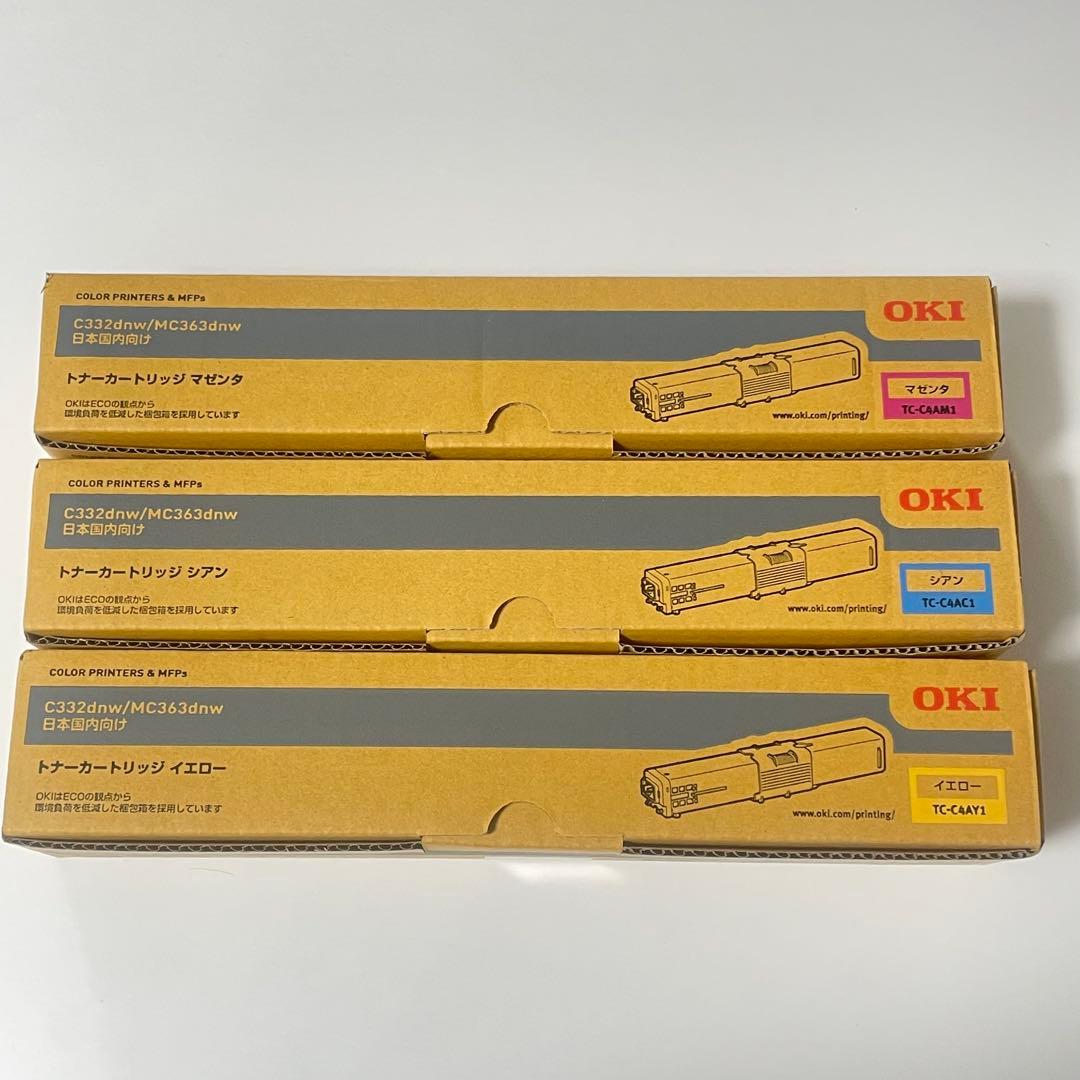 COLOR PRINTERS & MFPs
OKI
C332dnw/MC363dnw
日本国内向け
トナーカートリッジ マゼンタ
OKIはECOの観点から
環境負荷を低減した梱包箱を採用しています
www.oki.com/printing/
マゼンタ
TC-C4AM1
COLOR PRINTERS & MFPs
OKI
C332dnw/MC363dnw
日本国内向け
トナーカートリッジ シアン
OKIはECOの観点から
環境負荷を低減した梱包箱を採用しています
www.oki.com/printing/
シアン
TC-C4AC1
COLOR PRINTERS & MFPs
OKI
C332dnw/MC363dnw
日本国内向け
トナーカートリッジ イエロー
OKIはECOの観点から
環境負荷を低減した梱包箱を採用しています
www.oki.com/printing/
イエロー
TC-C4AY1